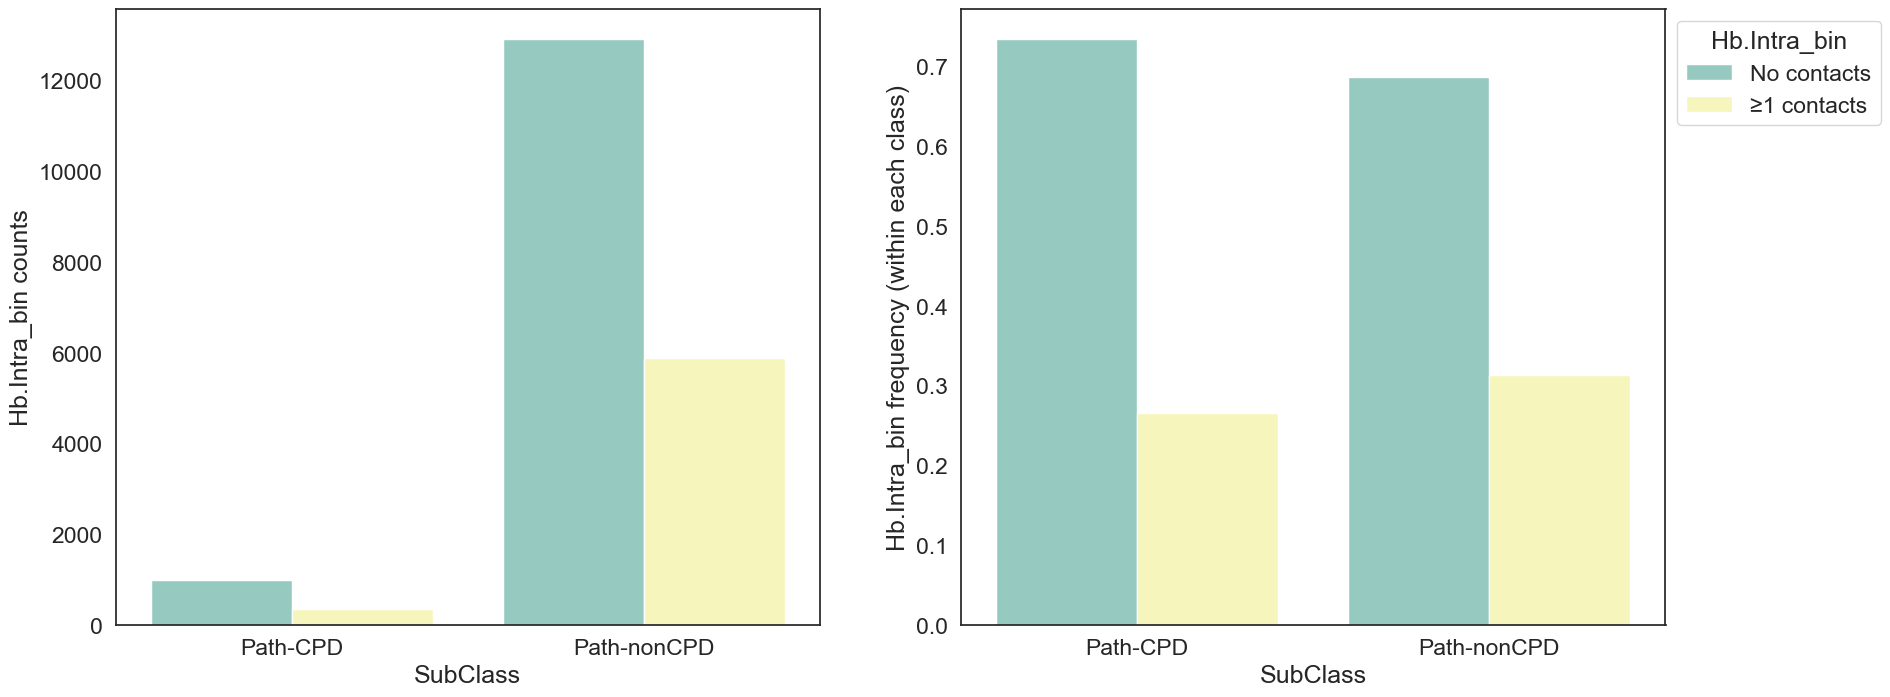 Hb.Intra_bin counts
12000
10000
8000
6000
4000
2000
0
Path-CPD
Path-nonCPD
SubClass
Hb.Intra_bin frequency (within each class)
0.7
0.6
0.5
0.4
0.3
0.2
0.1
0.0
Path-CPD
Path-nonCPD
SubClass
Hb.Intra_bin
No contacts
≥1 contacts